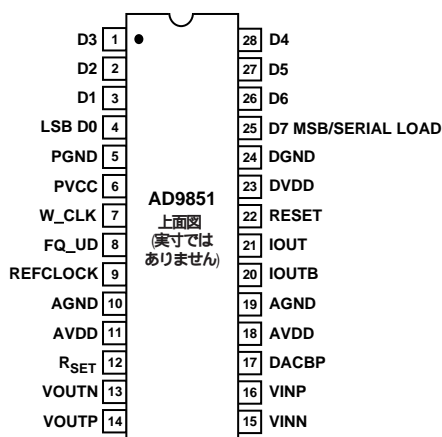 D3 1 28 D4
D2 2 27 D5
D1 3 26 D6
LSB D0 4 25 D7 MSB/SERIAL LOAD
PGND 5 24 DGND
PVCC 6 23 DVDD
W_CLK 7 22 RESET
FQ_UD 8 21 IOUT
REFCLOCK 9 20 IOUTB
AGND 10 19 AGND
AVDD 11 18 AVDD
RSET 12 17 DACBP
VOUTN 13 16 VINP
VOUTP 14 15 VINN
AD9851
上面図
(実寸では
ありません)